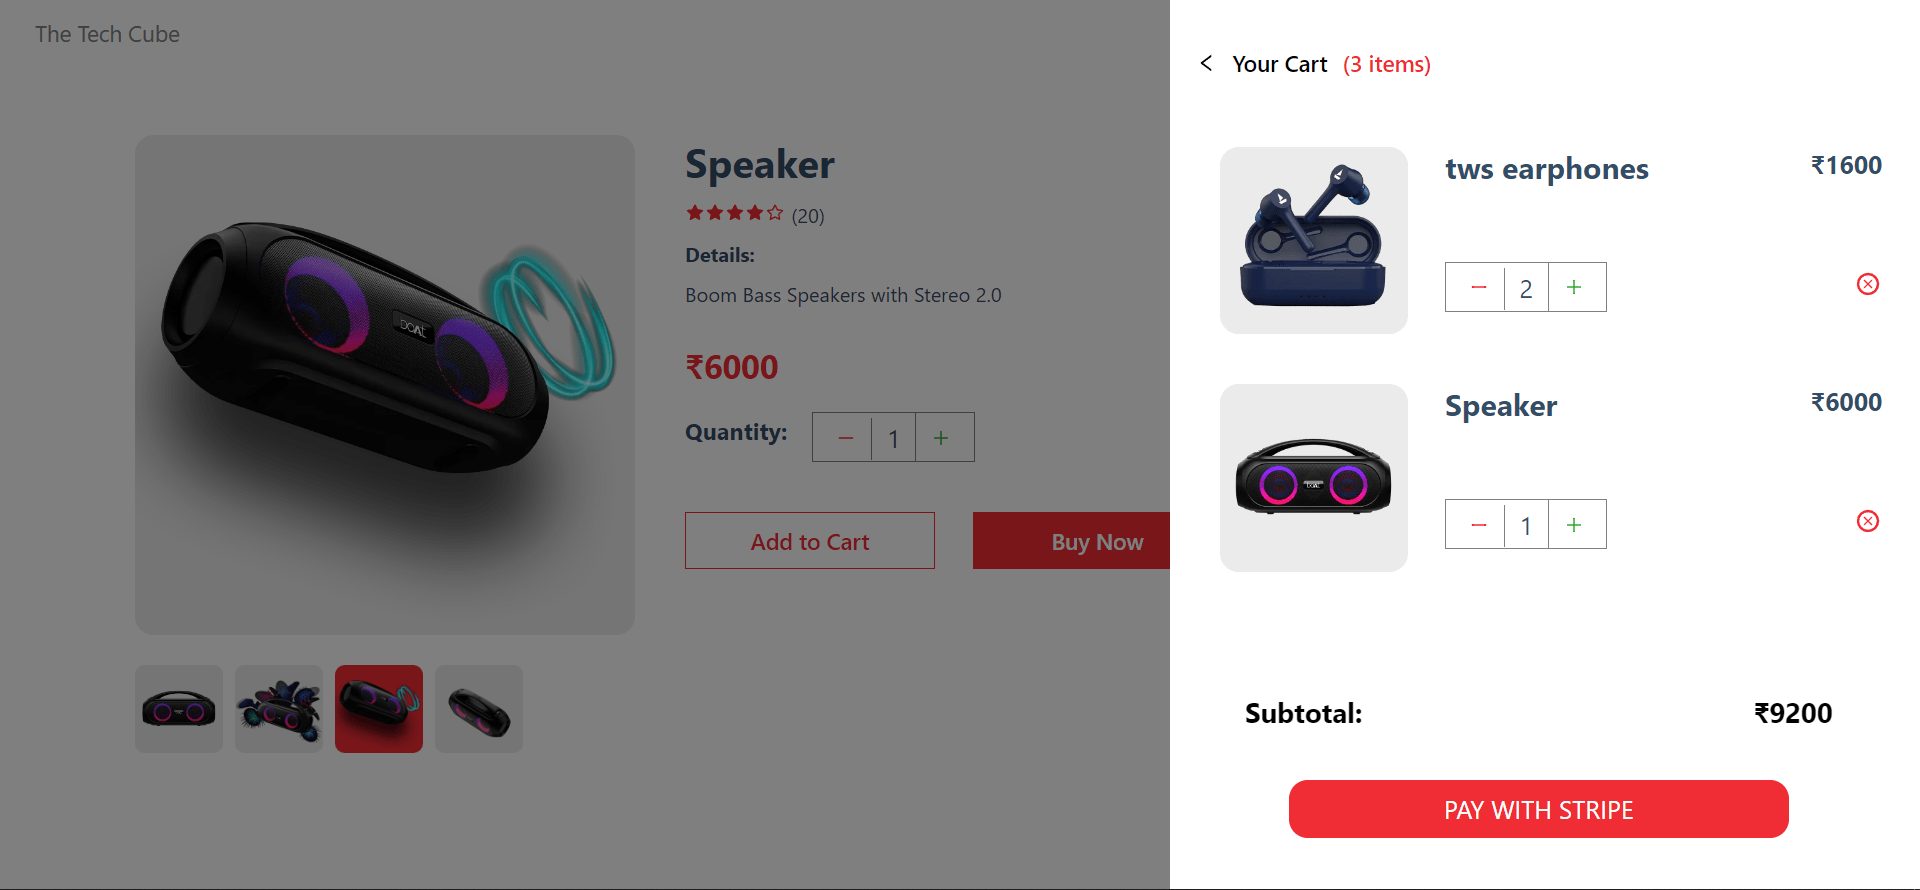 The Tech Cube
Speaker
(20)
Details:
Boom Bass Speakers with Stereo 2.0
₹6000
Quantity: − 1 +
Add to Cart
Buy Now
< Your Cart (3 items)
tws earphones ₹1600
− 2 +
Speaker ₹6000
− 1 +
Subtotal: ₹9200
PAY WITH STRIPE